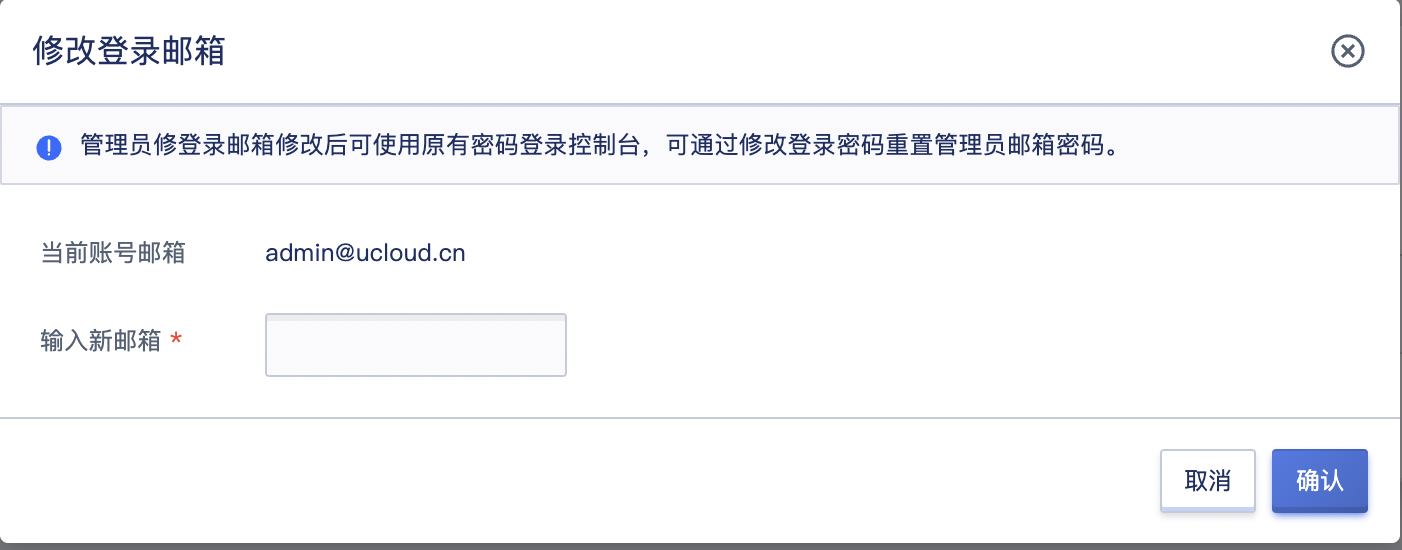 修改登录邮箱
管理员修登录邮箱修改后可使用原有密码登录控制台，可通过修改登录密码重置管理员邮箱密码。
当前账号邮箱 admin@ucloud.cn
输入新邮箱 *
取消 确认